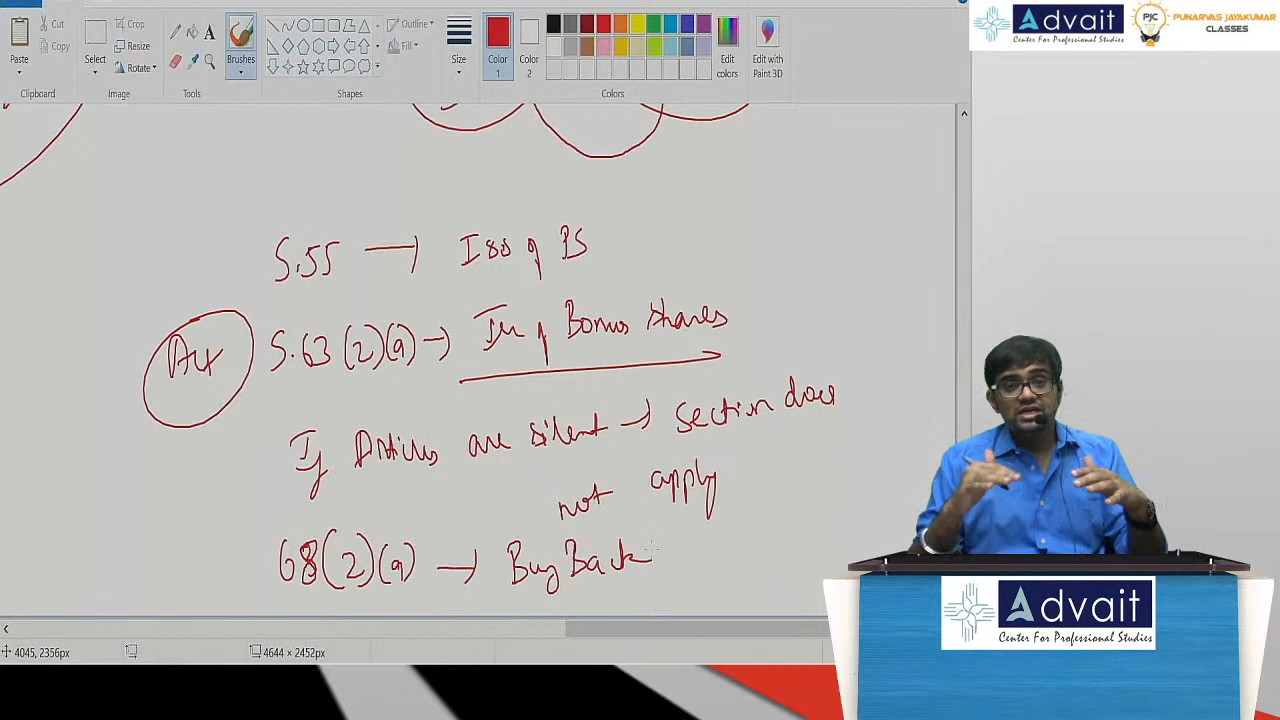 Cut
Copy
Paste
Clipboard
Crop
Resize
Rotate
Select
Image
Tools
Brushes
Outline
Fill
Shapes
Size
Color 1
Color 2
Edit colors
Edit with Paint 3D
Colors
Advait
Center For Professional Studies
PJC
PUNARVAS JAYAKUMAR
CLASSES
S.55 → Iss of PS
Art
S.63 (2)(a) → Iss of Bonus shares
If Articles are silent → section does
not apply
68(2)(a) → Buy Back
4045, 2356px
Advait
Center For Professional Studies